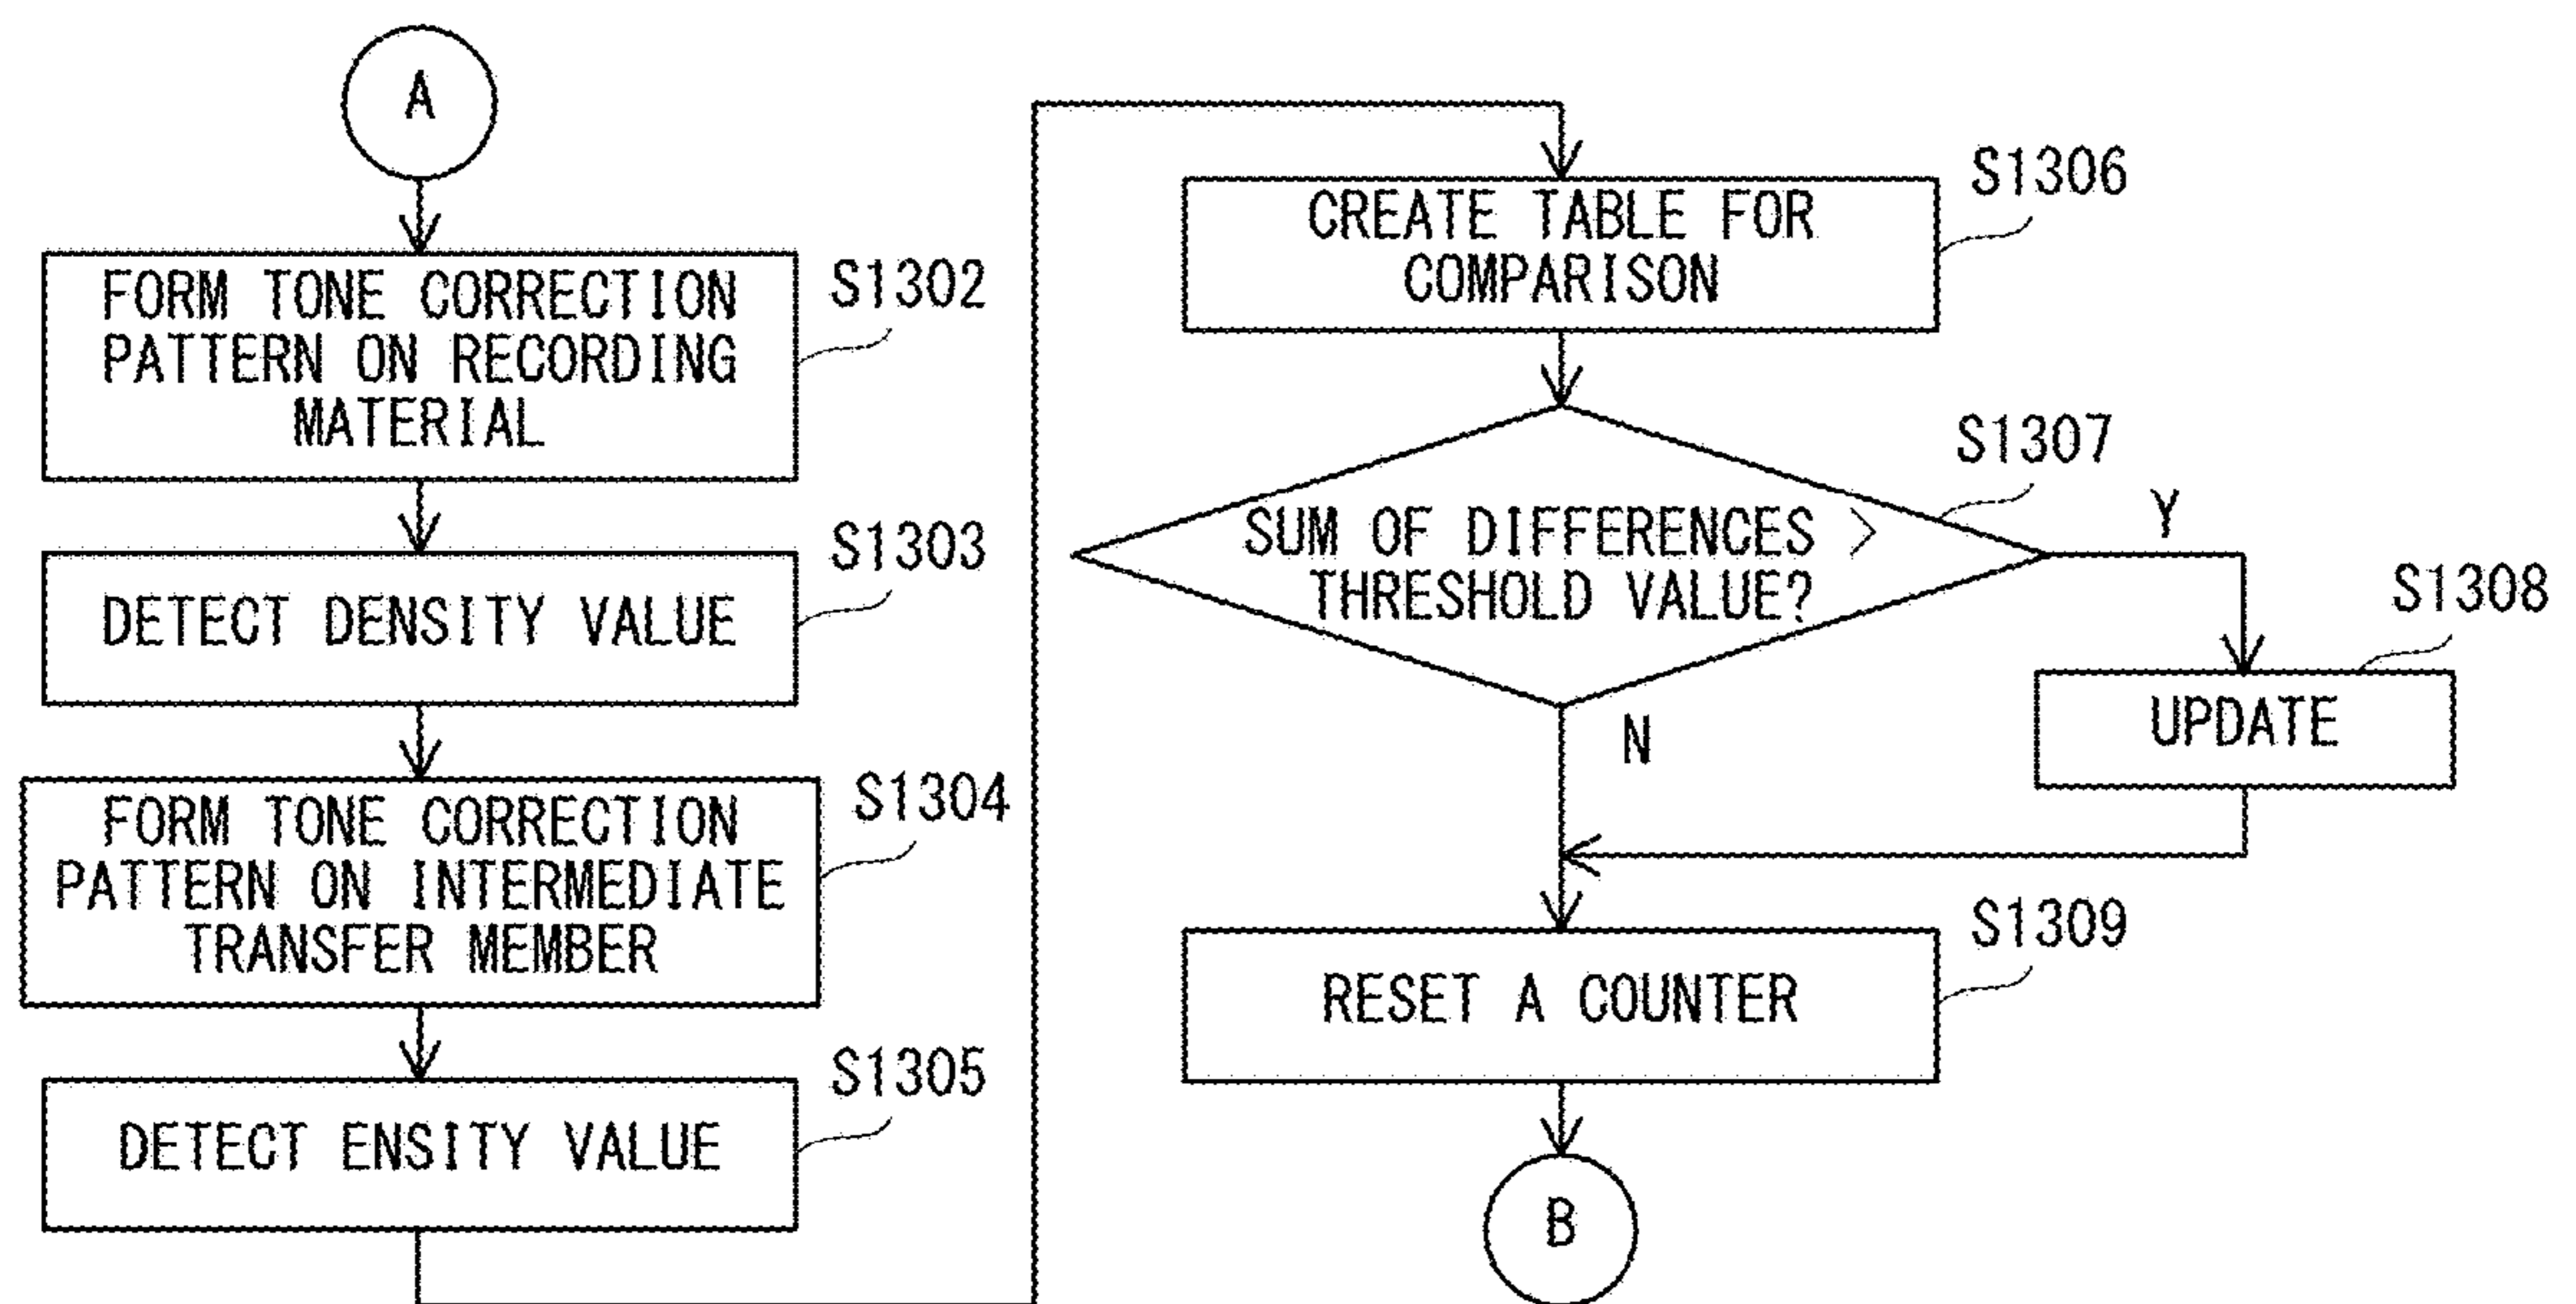 A
FORM TONE CORRECTION
PATTERN ON RECORDING
MATERIAL
S1302
DETECT DENSITY VALUE
S1303
FORM TONE CORRECTION
PATTERN ON INTERMEDIATE
TRANSFER MEMBER
S1304
DETECT ENSITY VALUE
S1305
CREATE TABLE FOR
COMPARISON
S1306
SUM OF DIFFERENCES >
THRESHOLD VALUE?
S1307
Y
N
UPDATE
S1308
RESET A COUNTER
S1309
B